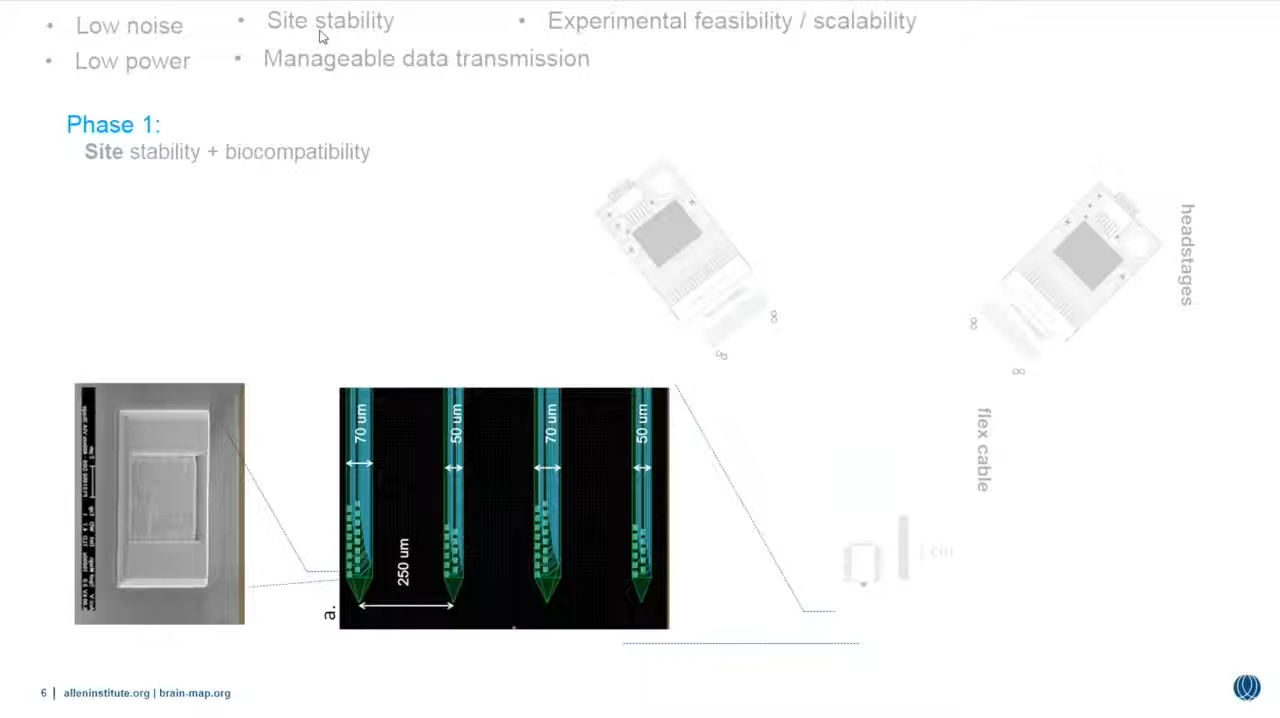 • Low noise • Site stability • Experimental feasibility / scalability
• Low power • Manageable data transmission
Phase 1:
Site stability + biocompatibility
headstages
flex cable
70 um
50 um
70 um
50 um
250 um
a.
6 | alleninstitute.org | brain-map.org